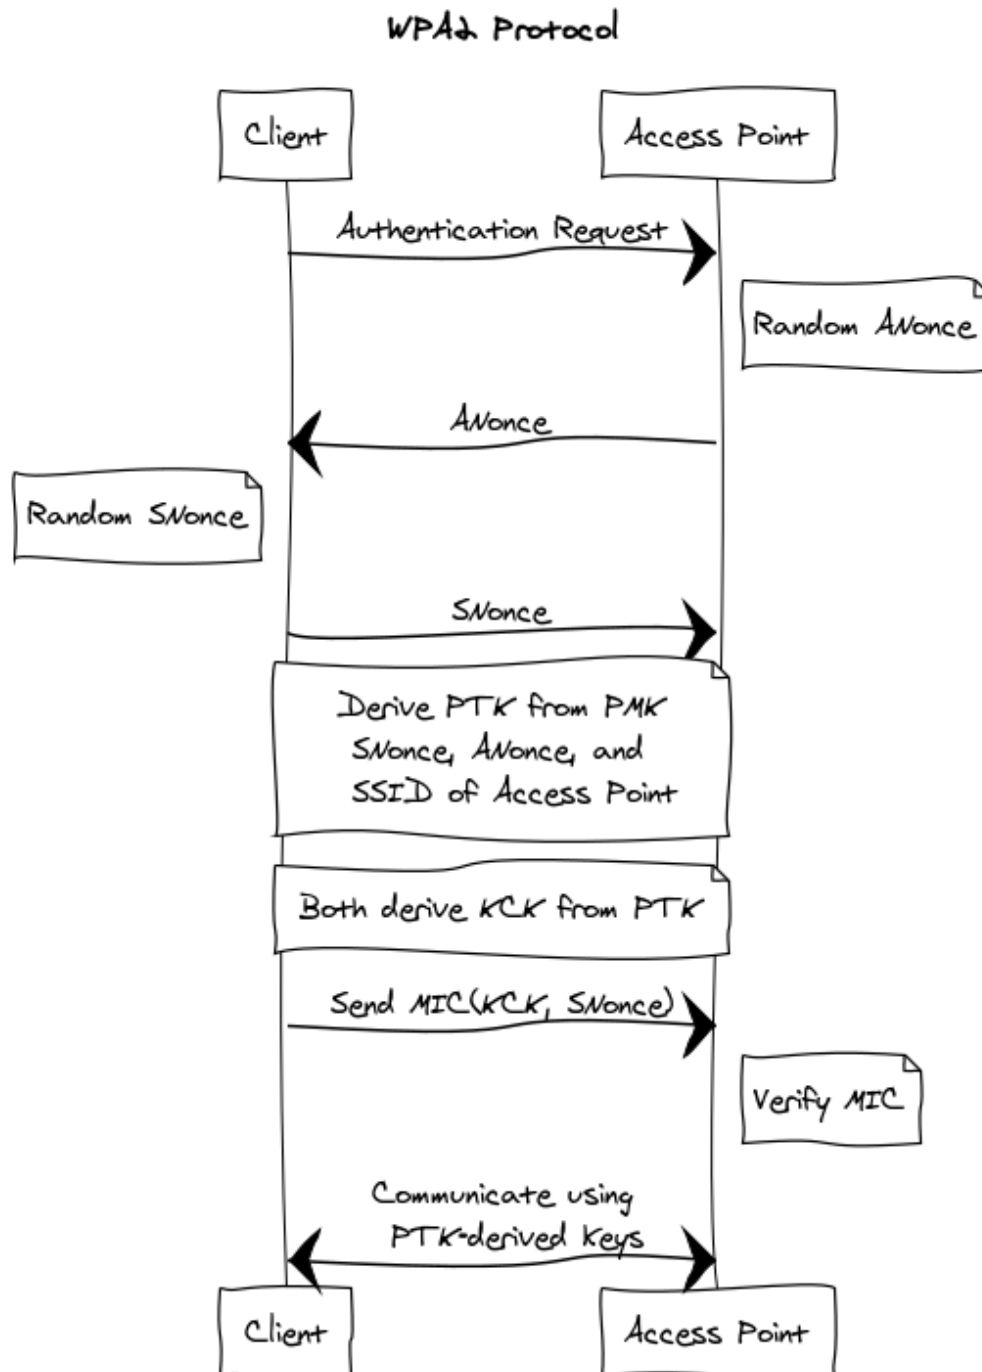 WPA2 Protocol
Client
Access Point
Authentication Request
Random ANonce
ANonce
Random SNonce
SNonce
Derive PTK from PMK
SNonce, ANonce, and
SSID of Access Point
Both derive KCK from PTK
Send MIC(KCK, SNonce)
Verify MIC
Communicate using
PTK-derived keys
Client
Access Point